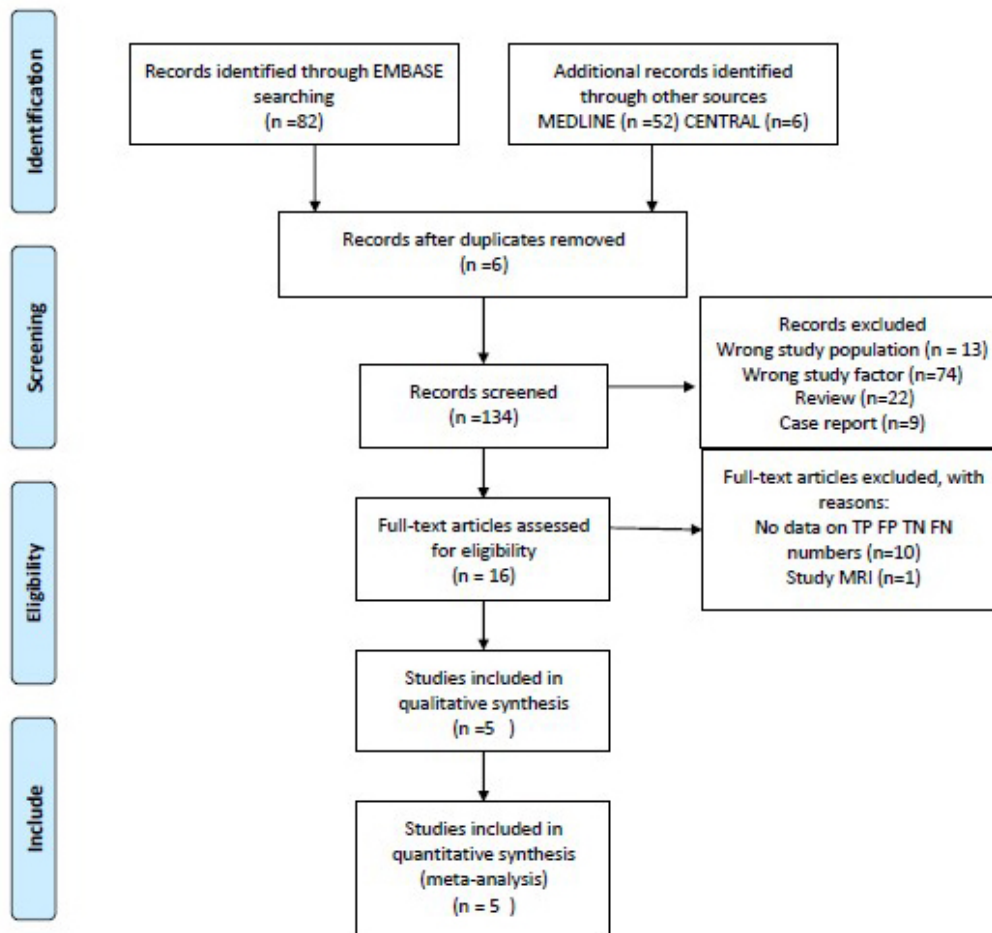 Identification
Records identified through EMBASE
searching
(n =82)
Additional records identified
through other sources
MEDLINE (n =52) CENTRAL (n=6)
Records after duplicates removed
(n =6)
Screening
Records screened
(n =134)
Records excluded
Wrong study population (n = 13)
Wrong study factor (n=74)
Review (n=22)
Case report (n=9)
Eligibility
Full-text articles assessed
for eligibility
(n = 16)
Full-text articles excluded, with
reasons:
No data on TP FP TN FN
numbers (n=10)
Study MRI (n=1)
Studies included in
qualitative synthesis
(n =5 )
Include
Studies included in
quantitative synthesis
(meta-analysis)
(n = 5 )